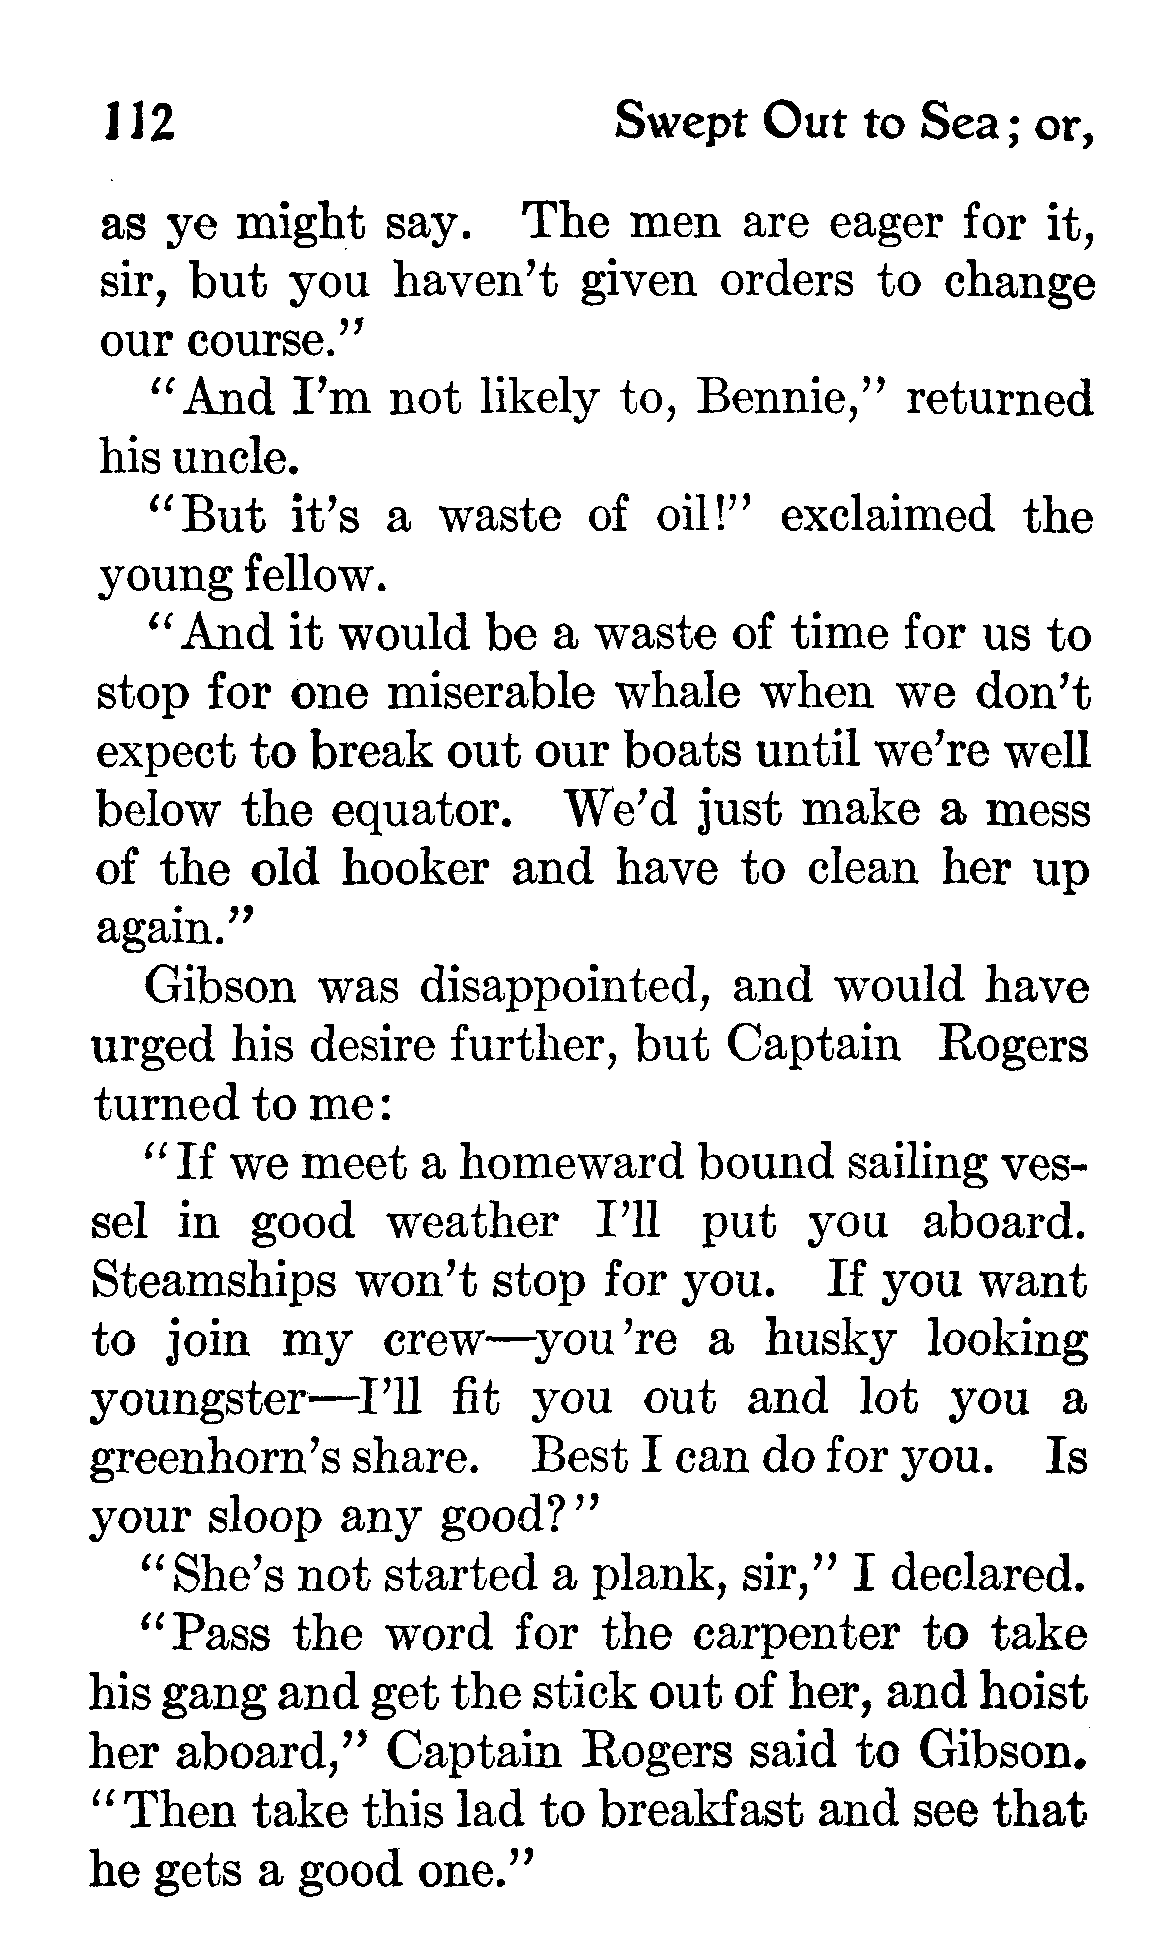 112 Swept Out to Sea; or,
as ye might say. The men are eager for it,
sir, but you haven't given orders to change
our course."
"And I'm not likely to, Bennie," returned
his uncle.
"But it's a waste of oil!" exclaimed the
young fellow.
"And it would be a waste of time for us to
stop for one miserable whale when we don't
expect to break out our boats until we're well
below the equator. We'd just make a mess
of the old hooker and have to clean her up
again."
Gibson was disappointed, and would have
urged his desire further, but Captain Rogers
turned to me:
"If we meet a homeward bound sailing ves-
sel in good weather I'll put you aboard.
Steamships won't stop for you. If you want
to join my crew—you're a husky looking
youngster—I'll fit you out and lot you a
greenhorn's share. Best I can do for you. Is
your sloop any good?"
"She's not started a plank, sir," I declared.
"Pass the word for the carpenter to take
his gang and get the stick out of her, and hoist
her aboard," Captain Rogers said to Gibson.
"Then take this lad to breakfast and see that
he gets a good one."